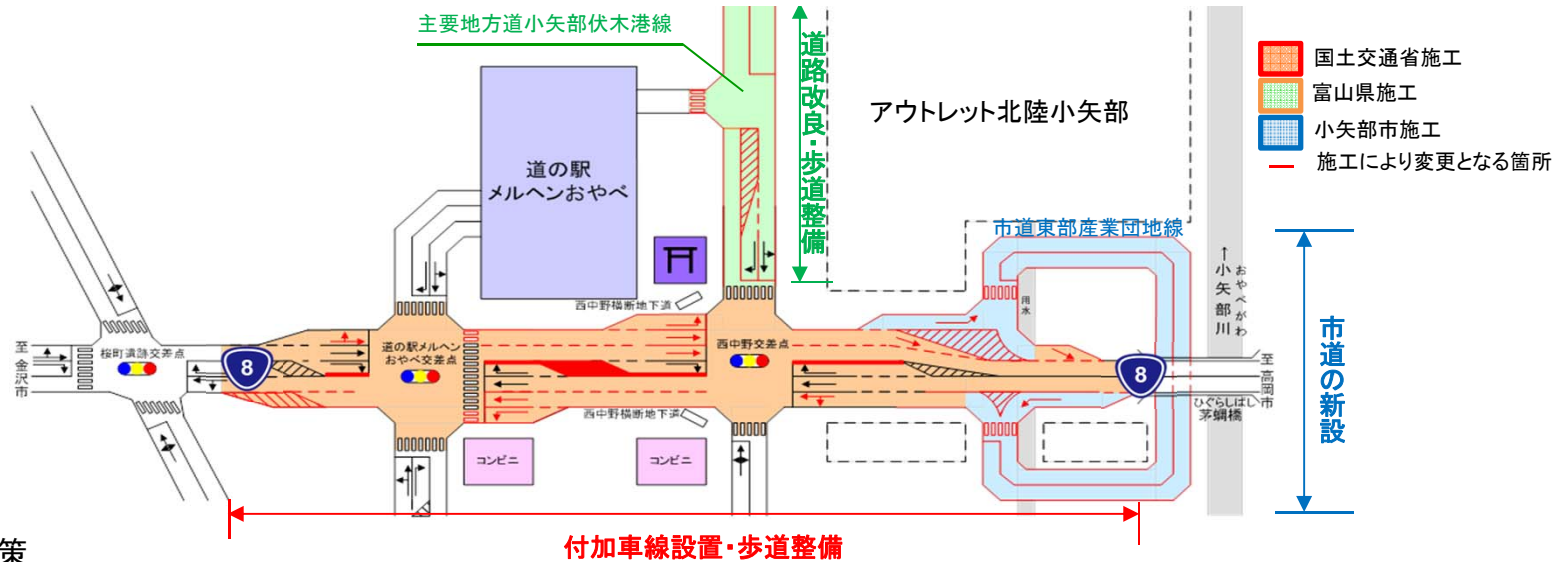 主要地方道小矢部伏木港線
道路改良・歩道整備
国土交通省施工
富山県施工
小矢部市施工
施工により変更となる箇所
アウトレット北陸小矢部
道の駅
メルヘンおやべ
市道東部産業団地線
↑小矢部川
おやべがわ
用水
西中野横断地下道
桜町遺跡交差点
道の駅メルヘン
おやべ交差点
西中野交差点
至金沢市
8
8
至高岡市
ひぐらしばし
茅蜩橋
市道の新設
西中野横断地下道
コンビニ
コンビニ
付加車線設置・歩道整備
策